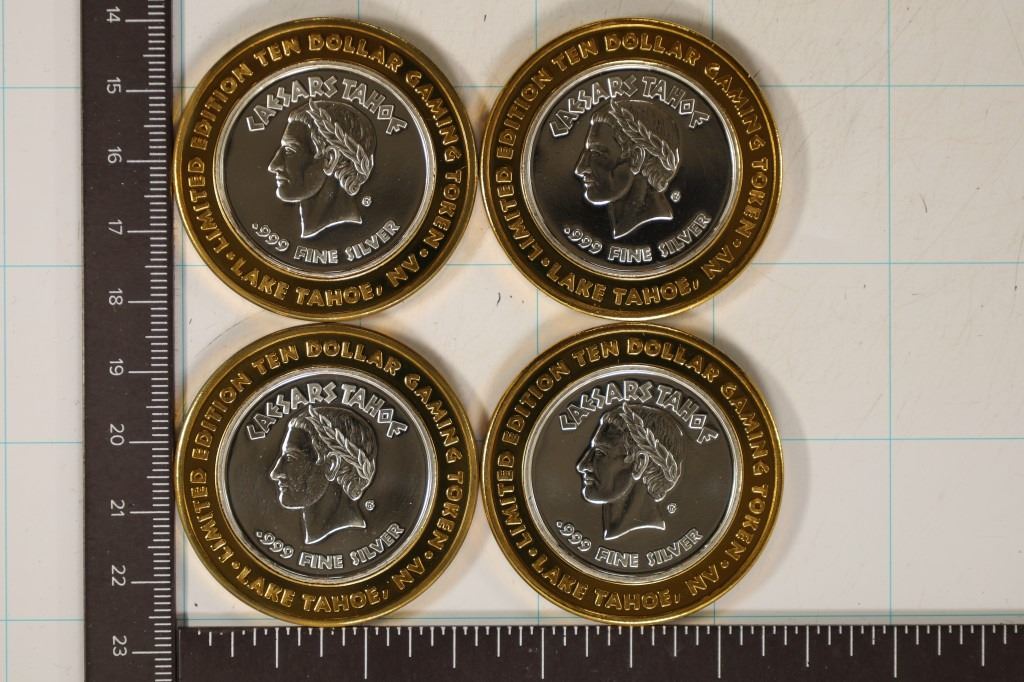 14
15
16
17
18
19
20
21
22
23
LIMITED EDITION TEN DOLLAR GAMING TOKEN
CAESARS TAHOE
.999 FINE SILVER
LAKE TAHOE, NV
LIMITED EDITION TEN DOLLAR GAMING TOKEN
CAESARS TAHOE
.999 FINE SILVER
LAKE TAHOE, NV
LIMITED EDITION TEN DOLLAR GAMING TOKEN
CAESARS TAHOE
.999 FINE SILVER
LAKE TAHOE, NV
LIMITED EDITION TEN DOLLAR GAMING TOKEN
CAESARS TAHOE
.999 FINE SILVER
LAKE TAHOE, NV